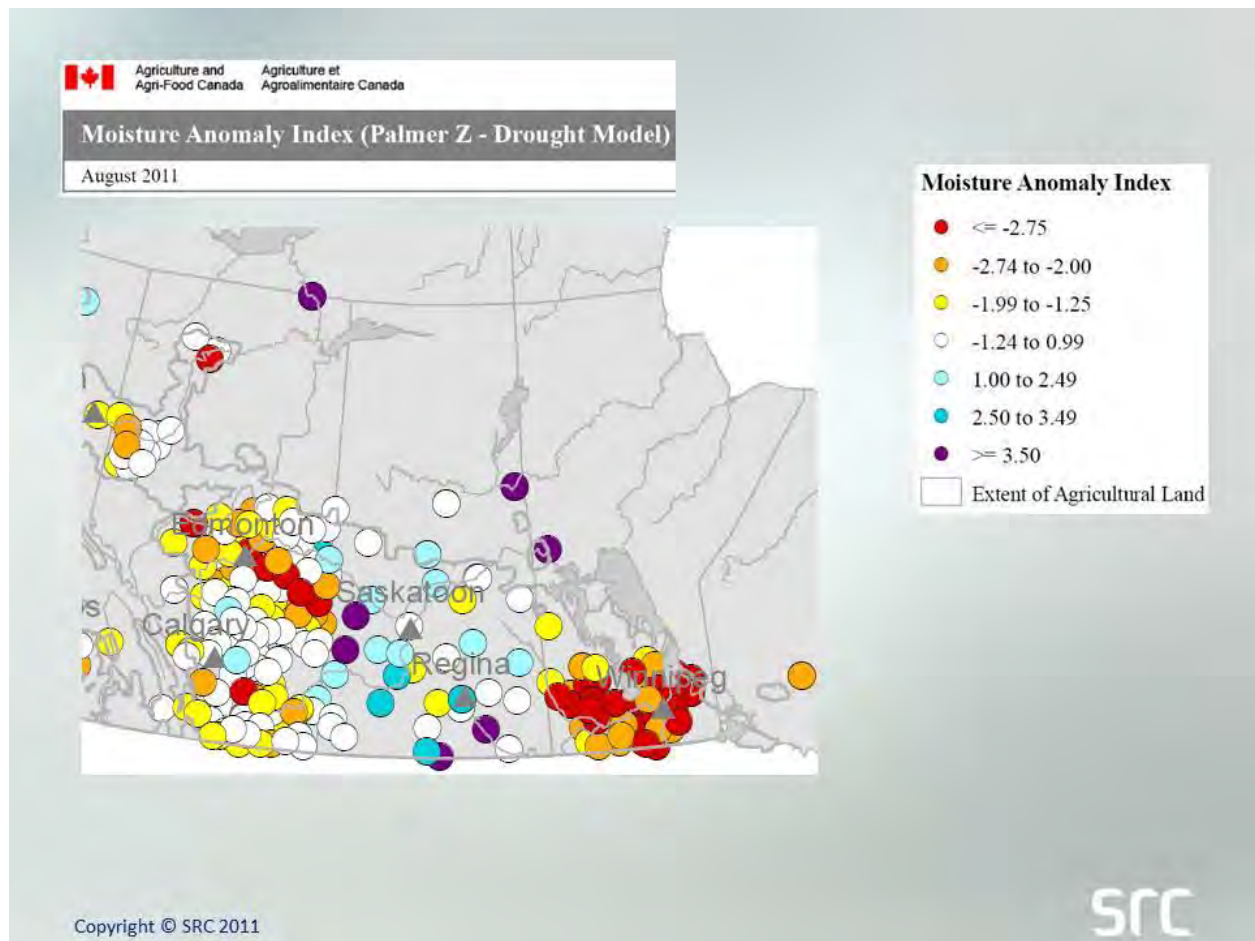 Agriculture and Agriculture et
Agri-Food Canada Agroalimentaire Canada
Moisture Anomaly Index (Palmer Z - Drought Model)
August 2011
Moisture Anomaly Index
<= -2.75
-2.74 to -2.00
-1.99 to -1.25
-1.24 to 0.99
1.00 to 2.49
2.50 to 3.49
>= 3.50
Extent of Agricultural Land
Edmonton
Saskatoon
Calgary
Regina
Winnipeg
Copyright © SRC 2011
src